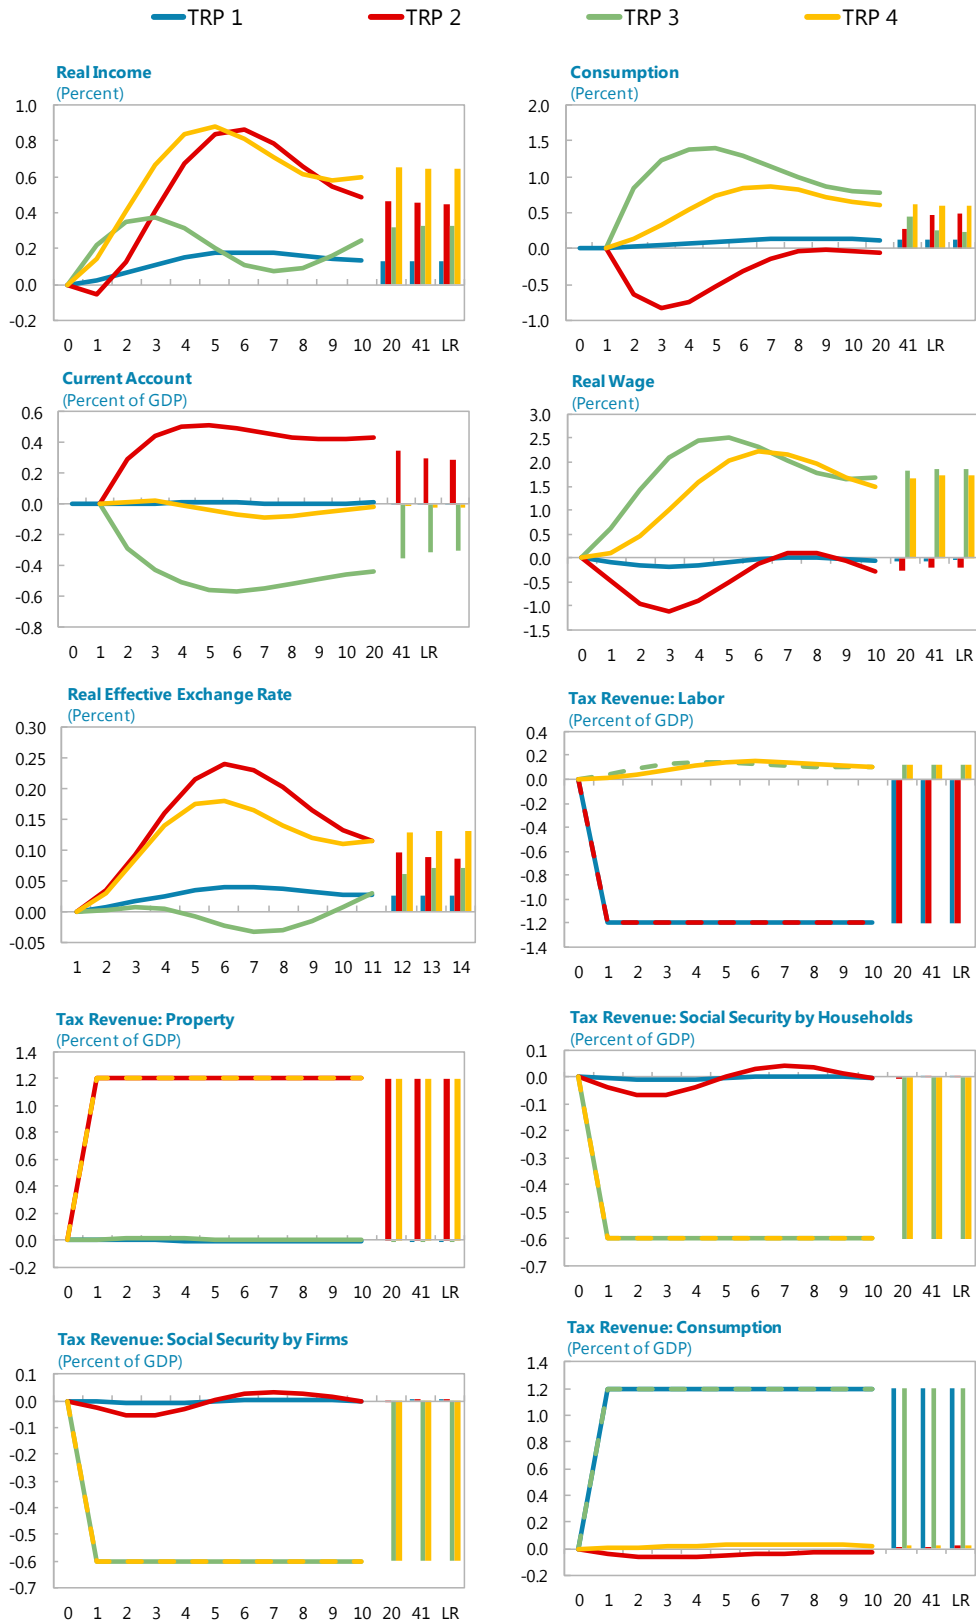 TRP 1 TRP 2 TRP 3 TRP 4
Real Income
(Percent)
1.0
0.8
0.6
0.4
0.2
0.0
-0.2
0 1 2 3 4 5 6 7 8 9 10 20 41 LR
Consumption
(Percent)
2.0
1.5
1.0
0.5
0.0
-0.5
-1.0
0 1 2 3 4 5 6 7 8 9 10 20 41 LR
Current Account
(Percent of GDP)
0.6
0.4
0.2
0.0
-0.2
-0.4
-0.6
-0.8
0 1 2 3 4 5 6 7 8 9 10 20 41 LR
Real Wage
(Percent)
3.0
2.5
2.0
1.5
1.0
0.5
0.0
-0.5
-1.0
-1.5
0 1 2 3 4 5 6 7 8 9 10 20 41 LR
Real Effective Exchange Rate
(Percent)
0.30
0.25
0.20
0.15
0.10
0.05
0.00
-0.05
1 2 3 4 5 6 7 8 9 10 11 12 13 14
Tax Revenue: Labor
(Percent of GDP)
0.4
0.2
0.0
-0.2
-0.4
-0.6
-0.8
-1.0
-1.2
-1.4
0 1 2 3 4 5 6 7 8 9 10 20 41 LR
Tax Revenue: Property
(Percent of GDP)
1.4
1.2
1.0
0.8
0.6
0.4
0.2
0.0
-0.2
0 1 2 3 4 5 6 7 8 9 10 20 41 LR
Tax Revenue: Social Security by Households
(Percent of GDP)
0.1
0.0
-0.1
-0.2
-0.3
-0.4
-0.5
-0.6
-0.7
0 1 2 3 4 5 6 7 8 9 10 20 41 LR
Tax Revenue: Social Security by Firms
(Percent of GDP)
0.1
0.0
-0.1
-0.2
-0.3
-0.4
-0.5
-0.6
-0.7
0 1 2 3 4 5 6 7 8 9 10 20 41 LR
Tax Revenue: Consumption
(Percent of GDP)
1.4
1.2
1.0
0.8
0.6
0.4
0.2
0.0
-0.2
0 1 2 3 4 5 6 7 8 9 10 20 41 LR